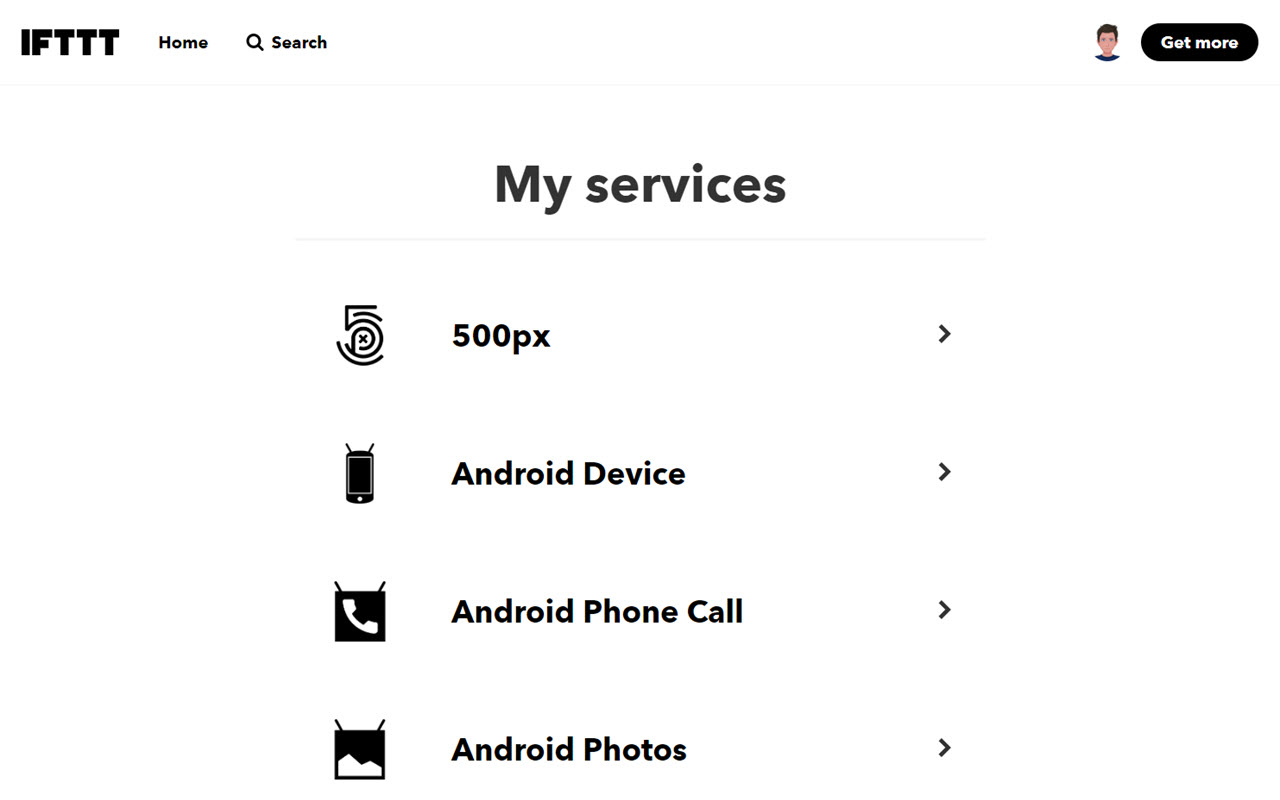 IFTTT Home Search Get more
My services
500px
Android Device
Android Phone Call
Android Photos